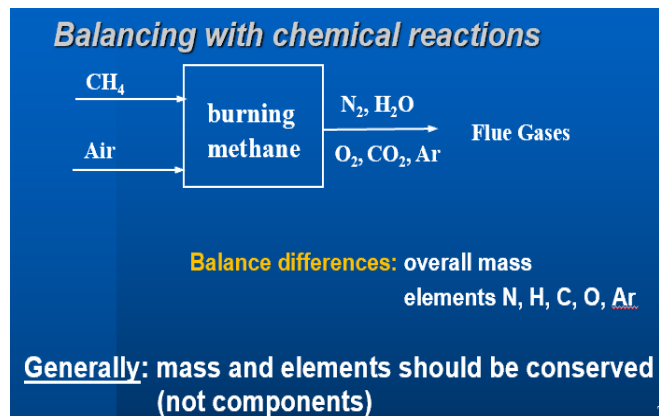 Balancing with chemical reactions
CH₄
burning
methane
Air
N₂, H₂O
O₂, CO₂, Ar
Flue Gases
Balance differences: overall mass
elements N, H, C, O, Ar
Generally: mass and elements should be conserved
(not components)